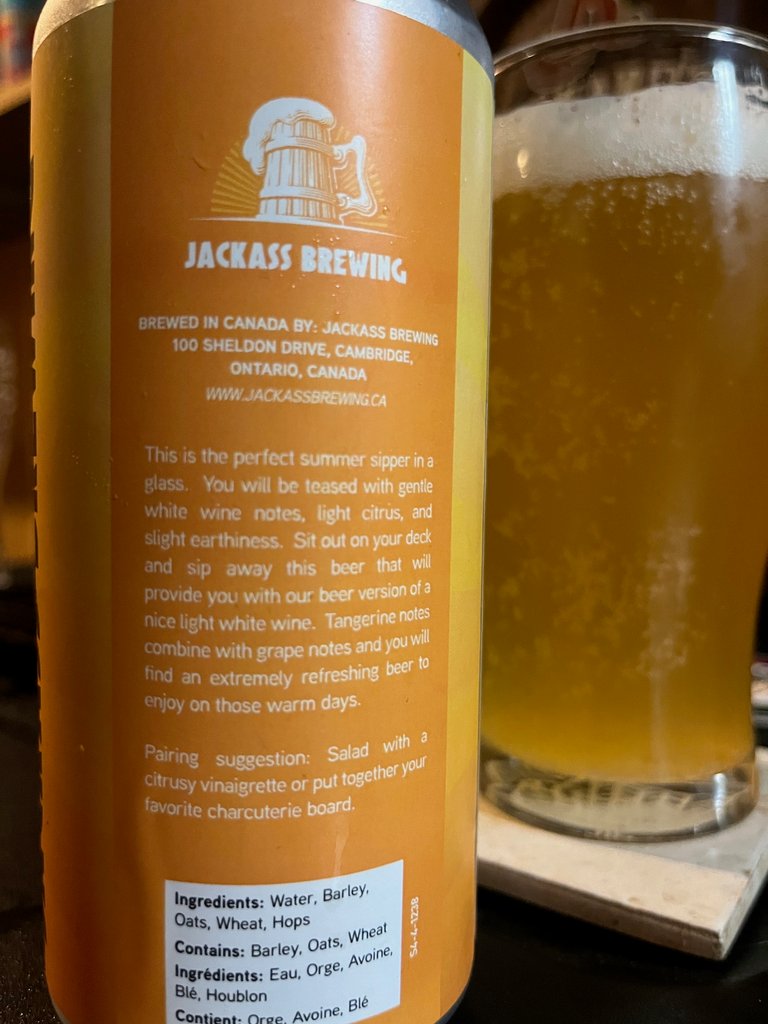 JACKASS BREWING
BREWED IN CANADA BY: JACKASS BREWING
100 SHELDON DRIVE, CAMBRIDGE,
ONTARIO, CANADA
WWW.JACKASSBREWING.CA
This is the perfect summer sipper in a
glass. You will be teased with gentle
white wine notes, light citrus, and
slight earthiness. Sit out on your deck
and sip away this beer that will
provide you with our beer version of a
nice light white wine. Tangerine notes
combine with grape notes and you will
find an extremely refreshing beer to
enjoy on those warm days.
Pairing suggestion: Salad with a
citrusy vinaigrette or put together your
favorite charcuterie board.
Ingredients: Water, Barley,
Oats, Wheat, Hops
Contains: Barley, Oats, Wheat
Ingrédients: Eau, Orge, Avoine,
Blé, Houblon
Contient: Orge, Avoine, Blé
S4-4-1238